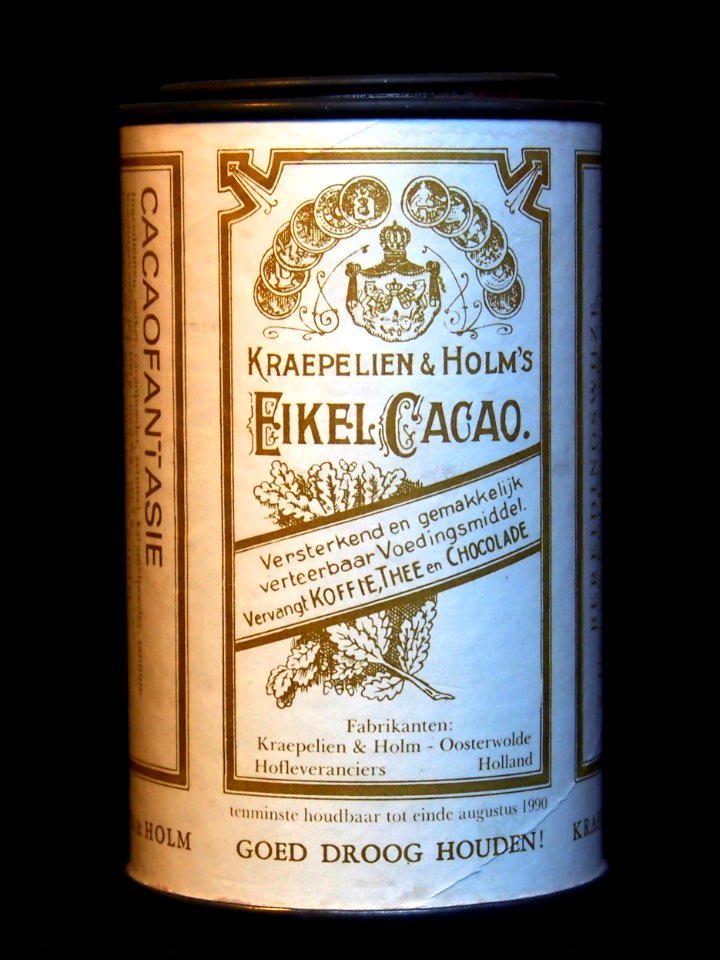 CACAOFANTASIE
KRAEPELIEN & HOLM'S
EIKEL CACAO.
Versterkend en gemakkelijk
verteerbaar Voedingsmiddel.
Vervangt KOFFIE, THEE en CHOCOLADE
Fabrikanten:
Kraepelien & Holm - Oosterwolde
Hofleveranciers Holland
tenminste houdbaar tot einde augustus 1990
GOED DROOG HOUDEN!
& HOLM